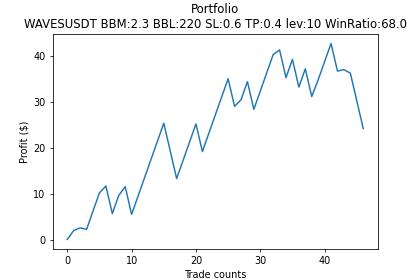 Portfolio
WAVESUSDT BBM:2.3 BBL:220 SL:0.6 TP:0.4 lev:10 WinRatio:68.0
40
30
20
10
0
Profit ($)
0
10
20
30
40
Trade counts